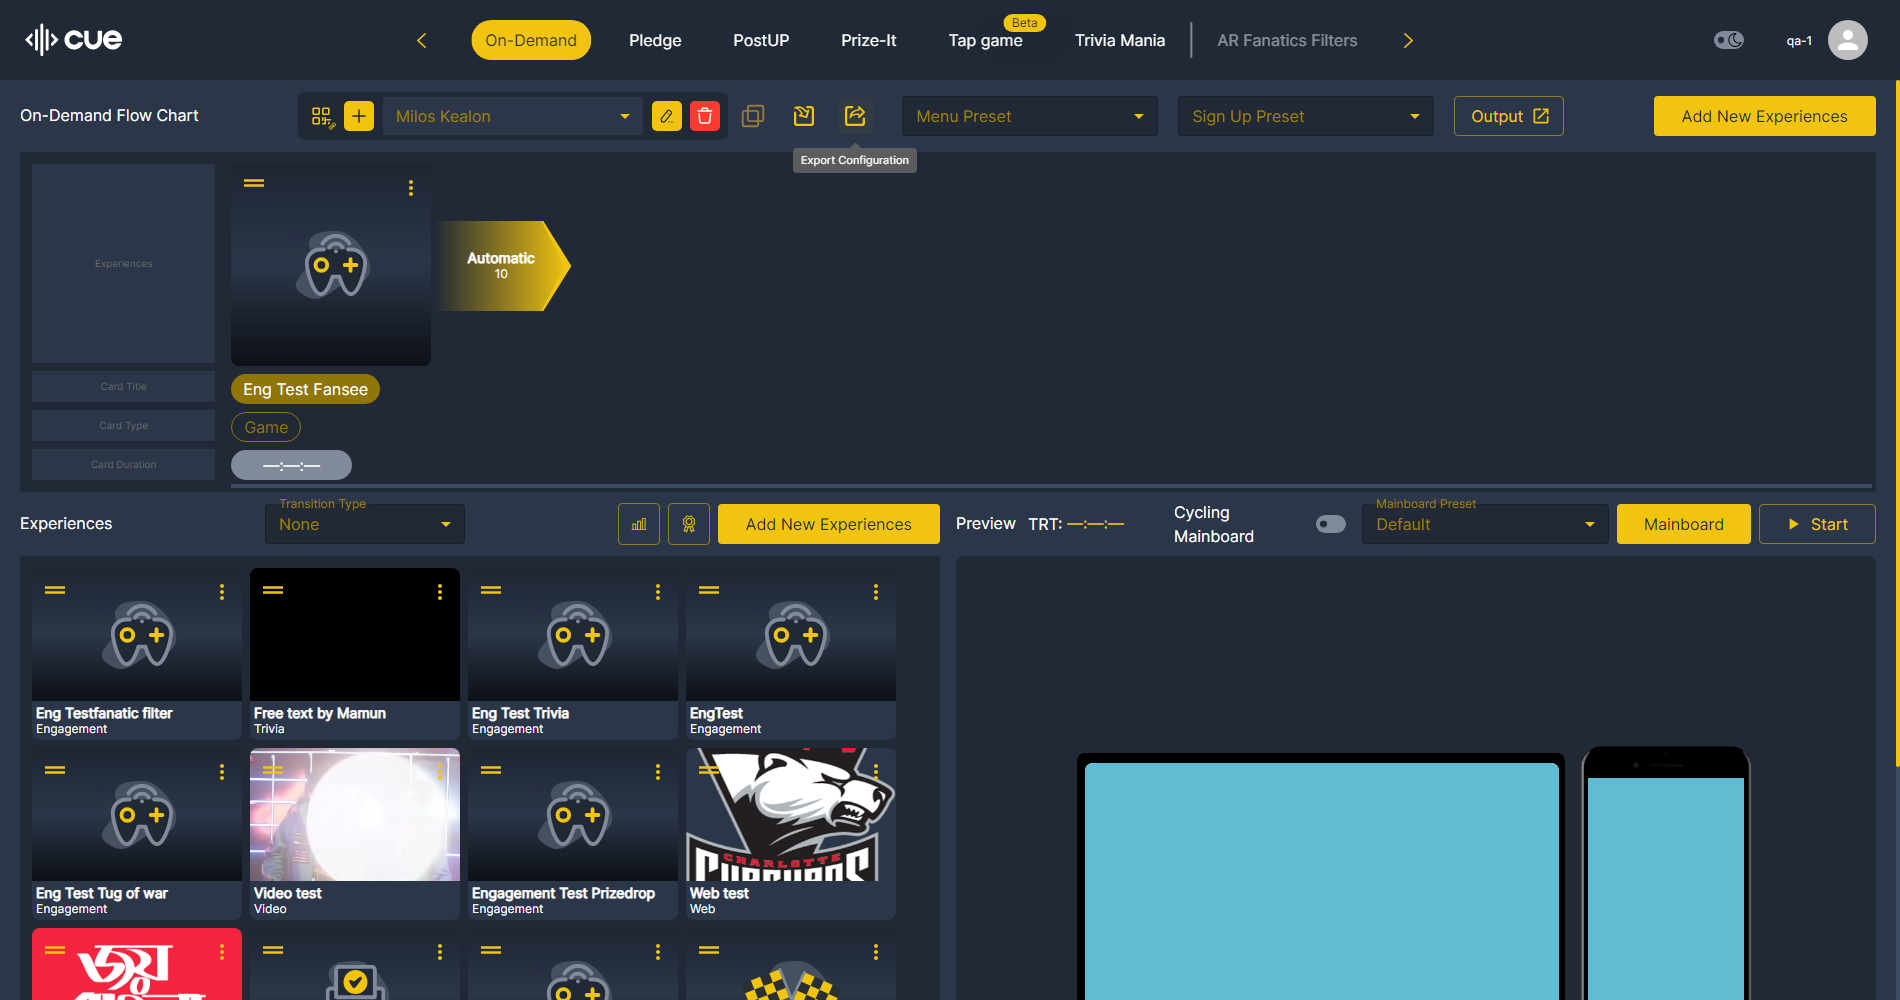 cue
On-Demand
Pledge
PostUP
Prize-It
Tap game
Beta
Trivia Mania
AR Fanatics Filters
qa-1
On-Demand Flow Chart
Milos Kealon
Menu Preset
Sign Up Preset
Output
Add New Experiences
Export Configuration
Experiences
Automatic
10
Card Title
Eng Test Fansee
Card Type
Game
Card Duration
—:—:—
Experiences
Transition Type
None
Add New Experiences
Preview
TRT: —:—:—
Cycling
Mainboard
Mainboard Preset
Default
Mainboard
Start
Eng Testfanatic filter
Engagement
Free text by Mamun
Trivia
Eng Test Trivia
Engagement
EngTest
Engagement
CHARLOTTE
Eng Test Tug of war
Engagement
Video test
Video
Engagement Test Prizedrop
Engagement
Web test
Web
জয়